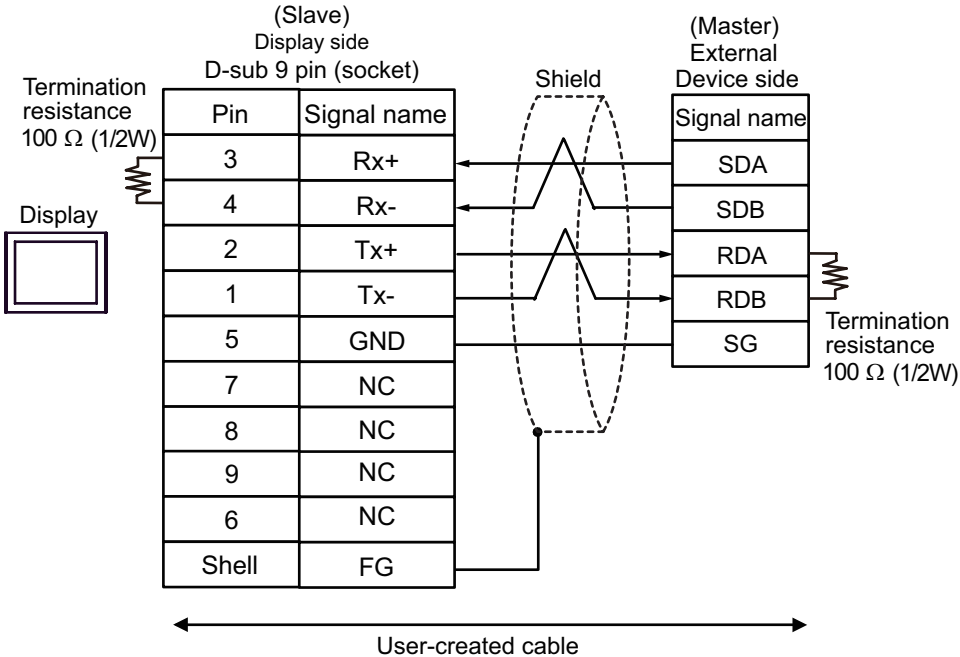 (Slave)
Display side
D-sub 9 pin (socket)
(Master)
External
Device side
Termination
resistance
100 Ω (1/2W)
Shield
Pin Signal name
Signal name
3 Rx+
SDA
4 Rx-
SDB
Display
2 Tx+
RDA
1 Tx-
RDB
5 GND
SG
Termination
resistance
100 Ω (1/2W)
7 NC
8 NC
9 NC
6 NC
Shell FG
User-created cable